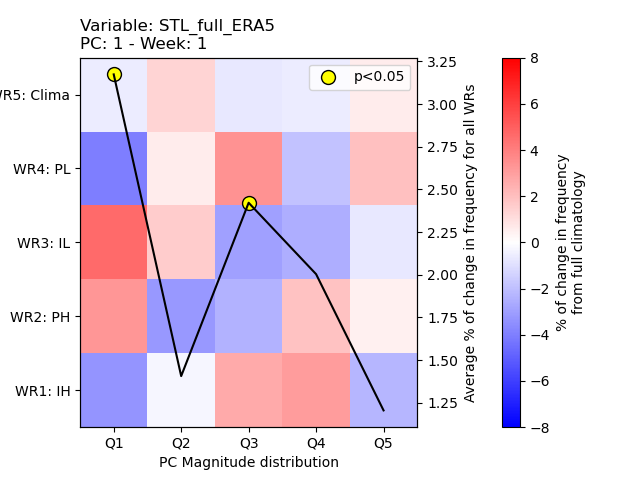 Variable: STL_full_ERA5
PC: 1 - Week: 1
p<0.05
WR5: Clima
WR4: PL
WR3: IL
WR2: PH
WR1: IH
Q1 Q2 Q3 Q4 Q5
PC Magnitude distribution
3.25
3.00
2.75
2.50
2.25
2.00
1.75
1.50
1.25
Average % of change in frequency for all WRs
8
6
4
2
0
−2
−4
−6
−8
% of change in frequency
from full climatology